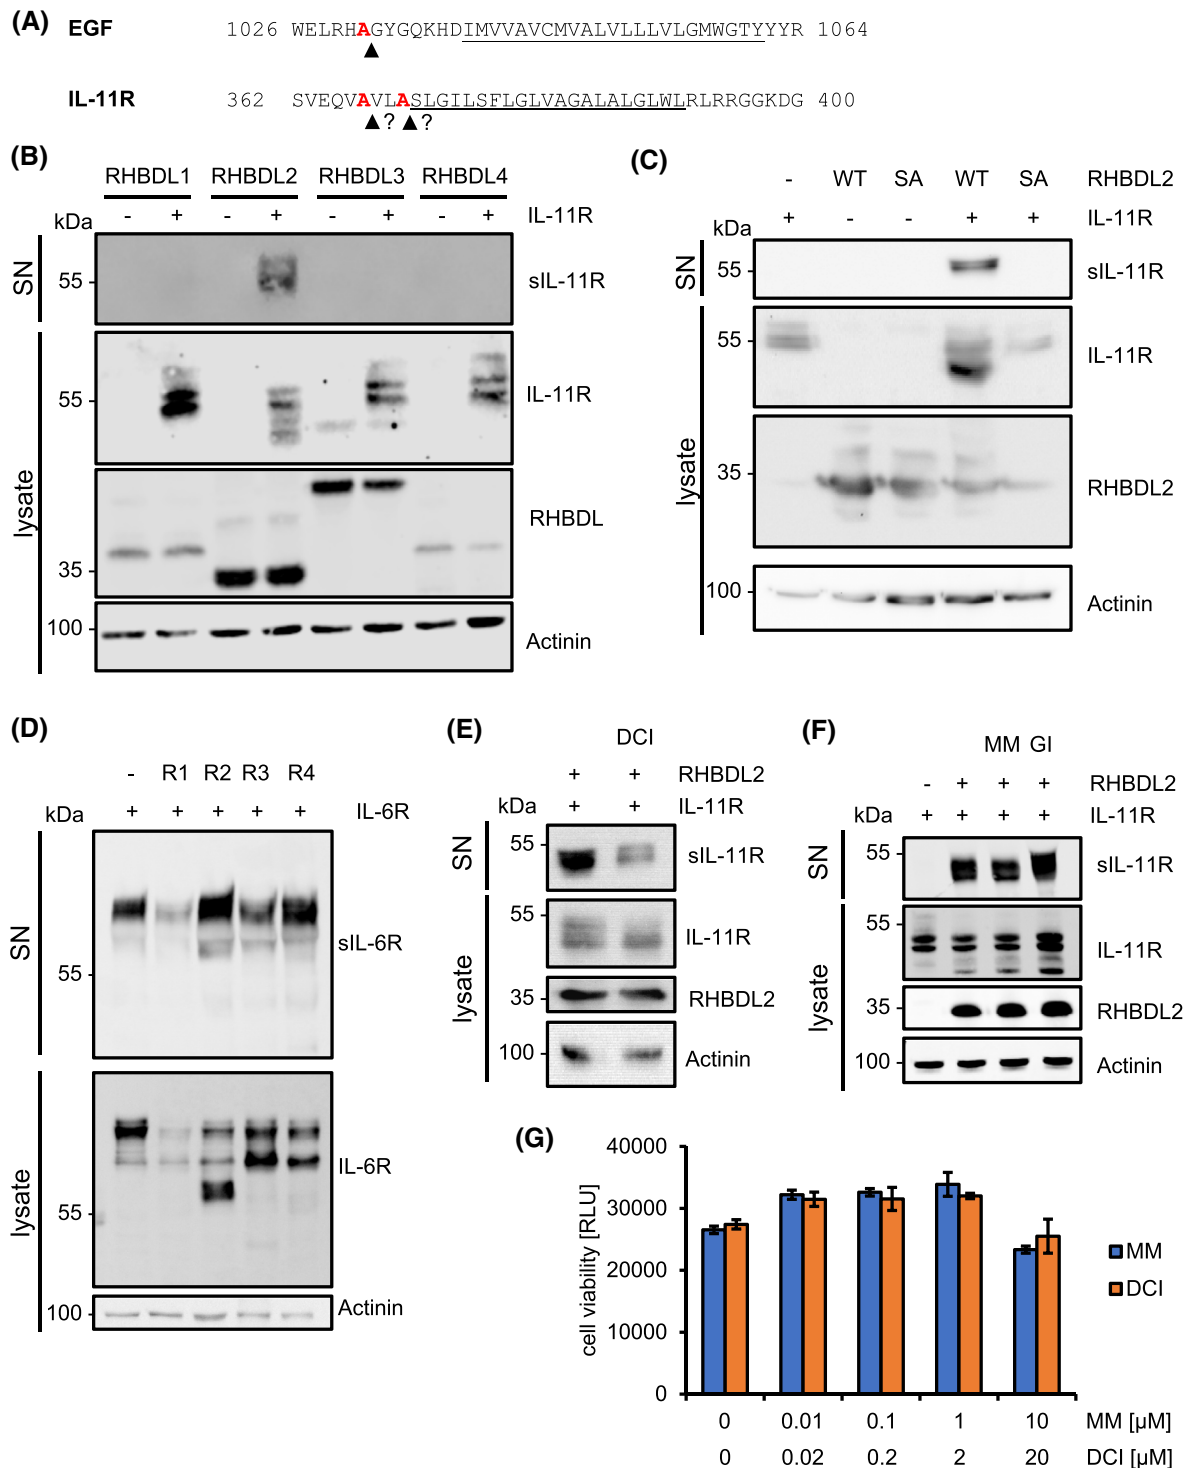 (A) EGF 1026 WELRHAGYGQKHDIMVVAVCMVALVLLLVLGMWGTYYYR 1064
▲
IL-11R 362 SVEQVAVLASLGILSFLGLVAGALALGLWLRLRRGGKDG 400
▲? ▲?
(B)
RHBDL1 RHBDL2 RHBDL3 RHBDL4
kDa - + - + - + - + IL-11R
SN 55 sIL-11R
lysate
55 IL-11R
RHBDL
35
100 Actinin
(C)
- WT SA WT SA RHBDL2
+ - - + + IL-11R
kDa
SN 55 sIL-11R
lysate
55 IL-11R
35 RHBDL2
100 Actinin
(D)
- R1 R2 R3 R4
kDa + + + + + IL-6R
SN
sIL-6R
55
lysate
IL-6R
55
100 Actinin
(E)
DCI
+ + RHBDL2
kDa + + IL-11R
SN 55 sIL-11R
lysate
55 IL-11R
35 RHBDL2
100 Actinin
(F)
MM GI
- + + + RHBDL2
kDa + + + + IL-11R
SN 55 sIL-11R
lysate
55 IL-11R
35 RHBDL2
100 Actinin
(G)
cell viability [RLU]
40000
30000
20000
10000
0
MM
DCI
0 0.01 0.1 1 10 MM [µM]
0 0.02 0.2 2 20 DCI [µM]